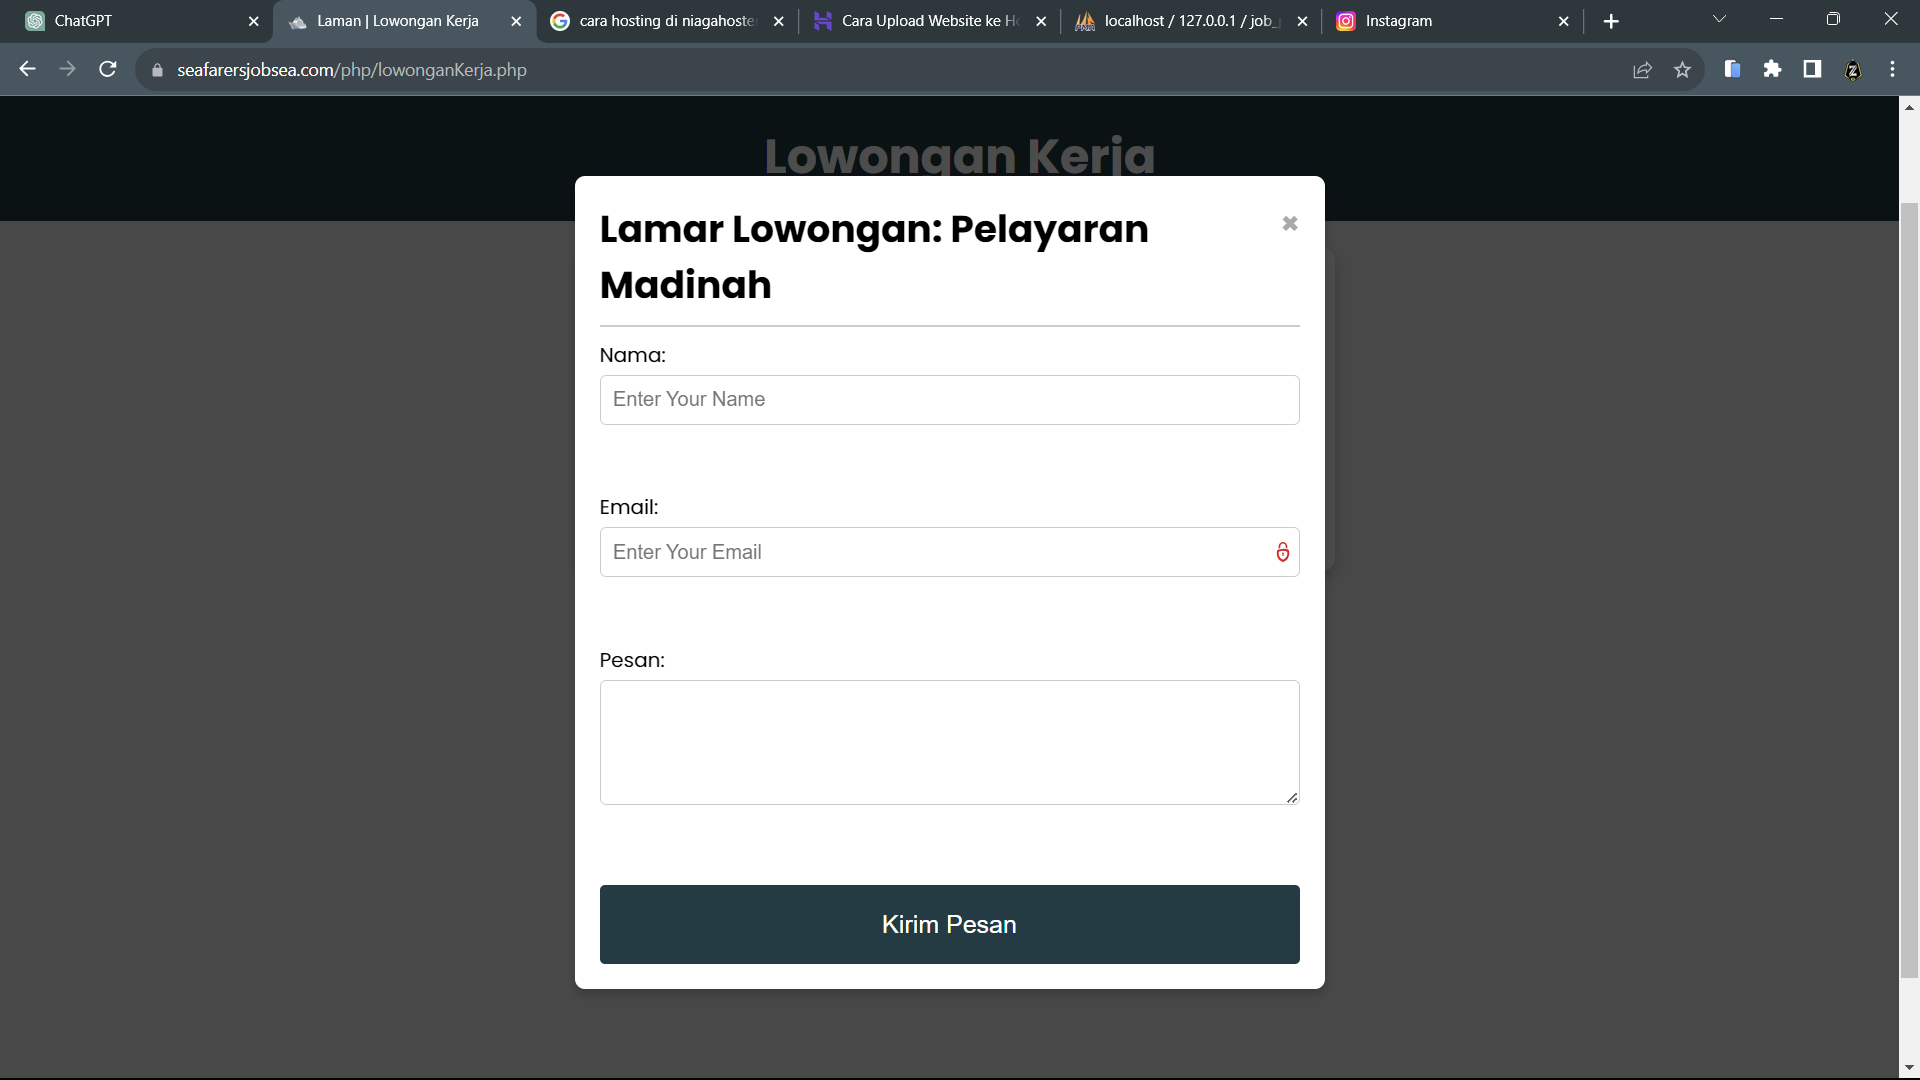 ChatGPT
Laman | Lowongan Kerja
cara hosting di niagahoste
Cara Upload Website ke Ho
localhost / 127.0.0.1 / job_
Instagram
seafarersjobsea.com/php/lowonganKerja.php
Lowongan Kerja
Lamar Lowongan: Pelayaran
Madinah
Nama:
Enter Your Name
Email:
Enter Your Email
Pesan:
Kirim Pesan